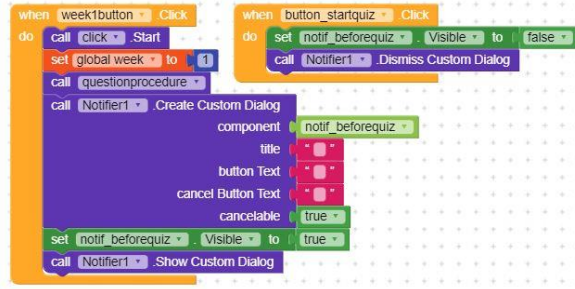 when week1button . Click
do call click . Start
set global week to 1
call questionprocedure
call Notifier1 .Create Custom Dialog
component notif_beforequiz
title " "
button Text " "
cancel Button Text " "
cancelable true
set notif_beforequiz . Visible to true
call Notifier1 .Show Custom Dialog
when button_startquiz . Click
do set notif_beforequiz . Visible to false
call Notifier1 .Dismiss Custom Dialog